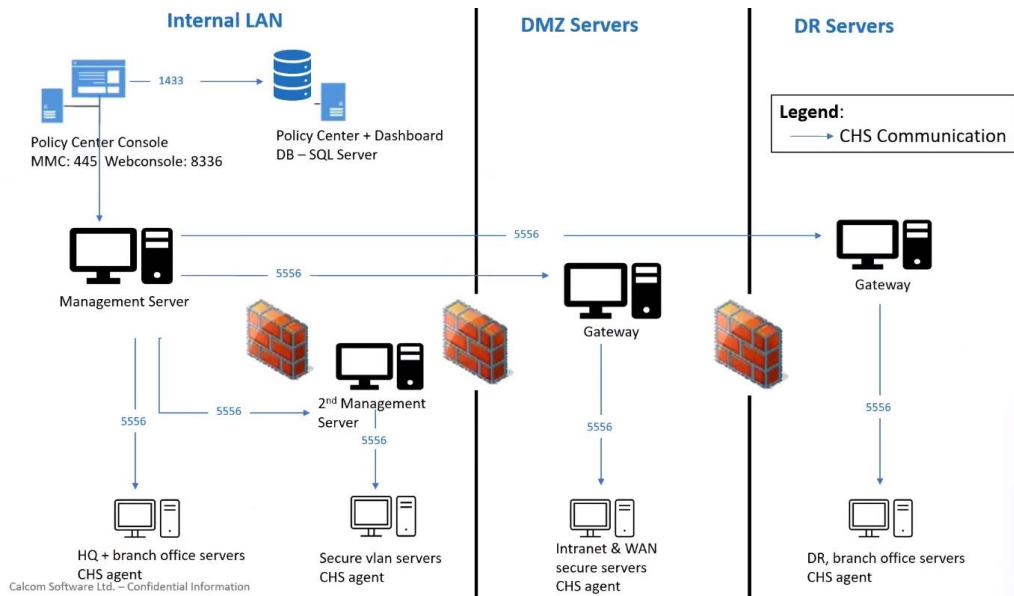 Internal LAN
DMZ Servers
DR Servers
1433
Policy Center Console
MMC: 445 Webconsole: 8336
Policy Center + Dashboard
DB – SQL Server
Legend:
CHS Communication
5556
5556
Management Server
Gateway
Gateway
2nd Management
Server
5556
5556
5556
5556
5556
HQ + branch office servers
CHS agent
Secure vlan servers
CHS agent
Intranet & WAN
secure servers
CHS agent
DR, branch office servers
CHS agent
Calcom Software Ltd. – Confidential Information